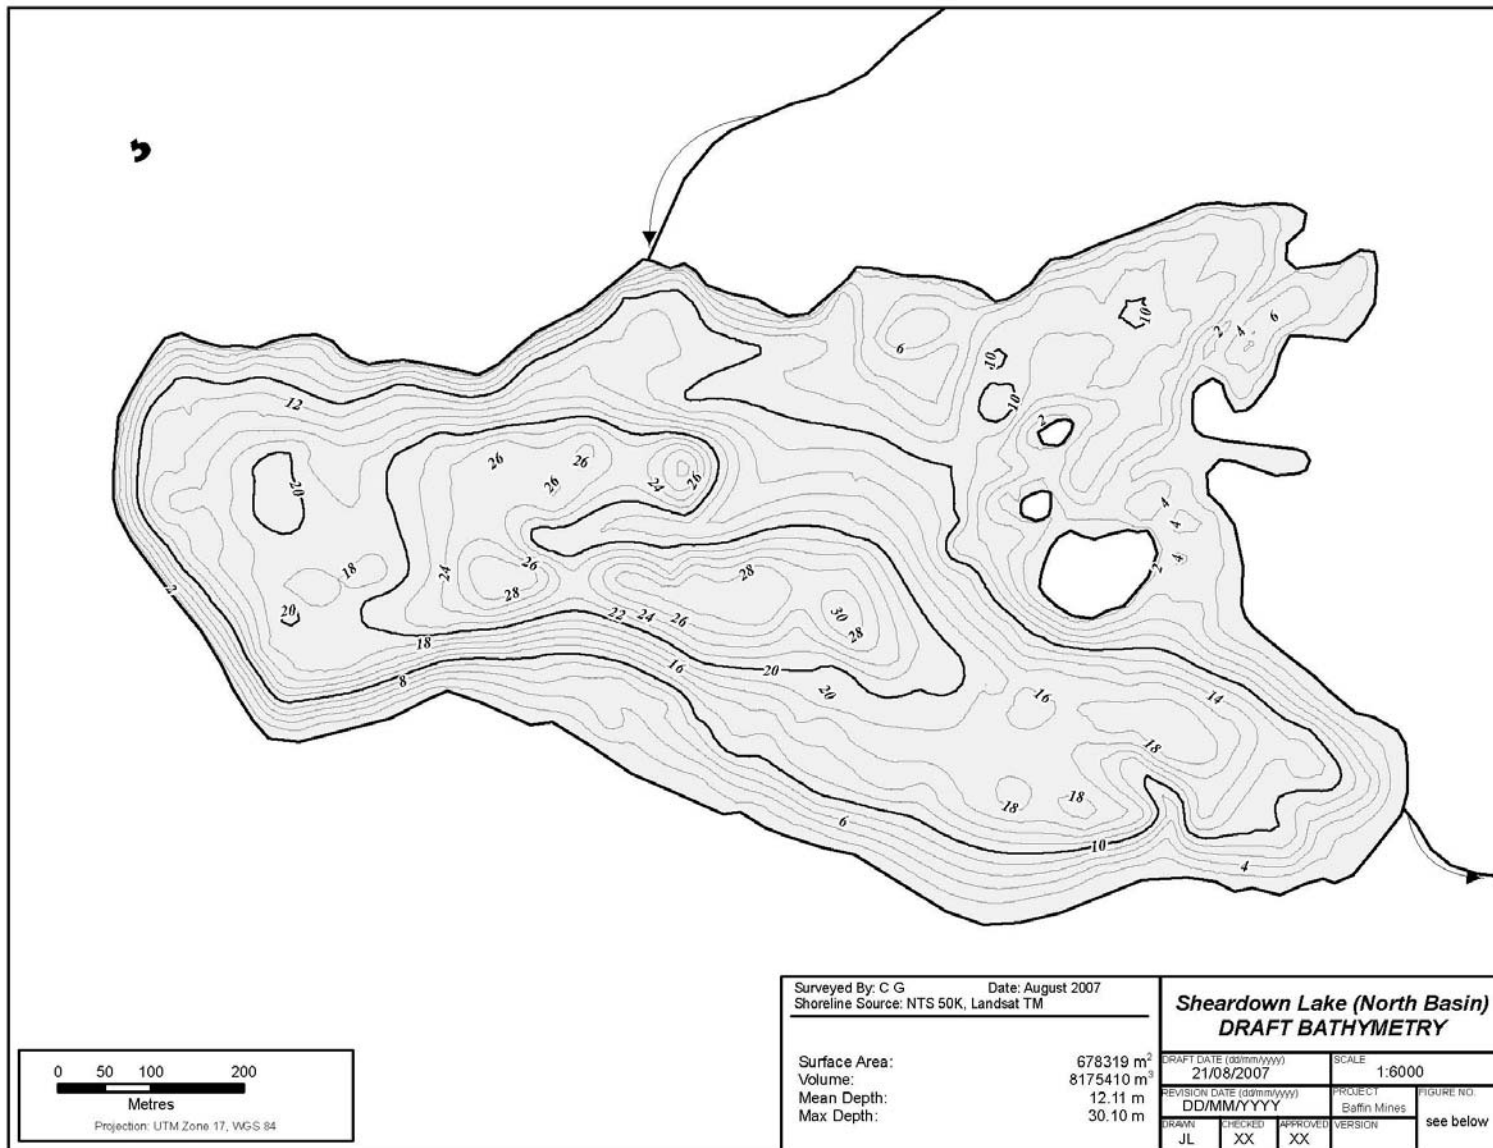 10
6
2
4
6
10
10
2
12
20
26
26
26
24
26
4
4
4
2
18
24
26
28
28
20
22
24
26
30
28
2
18
16
20
20
8
16
14
18
18
18
6
10
4
0 50 100 200
Metres
Projection: UTM Zone 17, WGS 84
Surveyed By: C G Date: August 2007
Shoreline Source: NTS 50K, Landsat TM
Surface Area: 678319 m²
Volume: 8175410 m³
Mean Depth: 12.11 m
Max Depth: 30.10 m
Sheardown Lake (North Basin)
DRAFT BATHYMETRY
DRAFT DATE (dd/mm/yyyy) SCALE
21/08/2007 1:6000
REVISION DATE (dd/mm/yyyy) PROJECT FIGURE NO.
DD/MM/YYYY Baffin Mines see below
DRAWN CHECKED APPROVED VERSION
JL XX XX